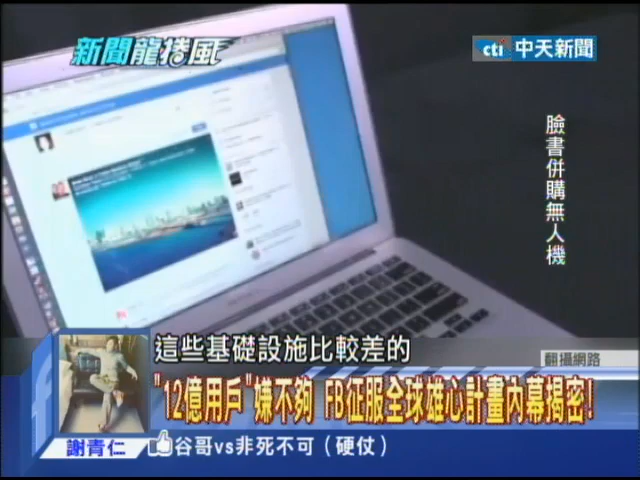 新聞龍捲風
cti 中天新聞
臉書併購無人機
這些基礎設施比較差的
翻攝網路
"12億用戶"嫌不夠 FB征服全球雄心計畫內幕揭密!
謝青仁
谷哥vs非死不可(硬仗)